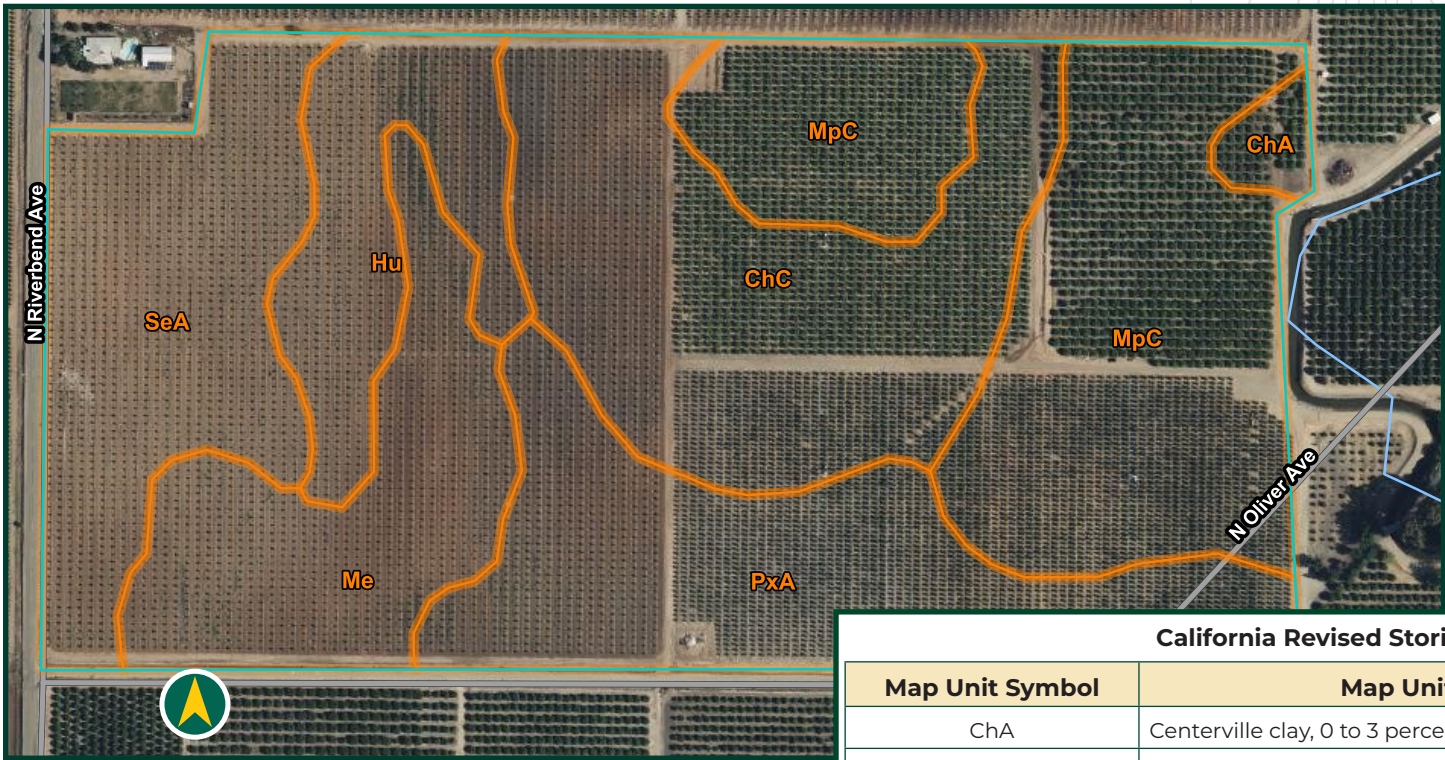 MpC
ChA
Hu
ChC
SeA
MpC
Me
PxA
N Riverbend Ave
N Oliver Ave
California Revised Stori
Map Unit Symbol
Map Unit
ChA
Centerville clay, 0 to 3 perce